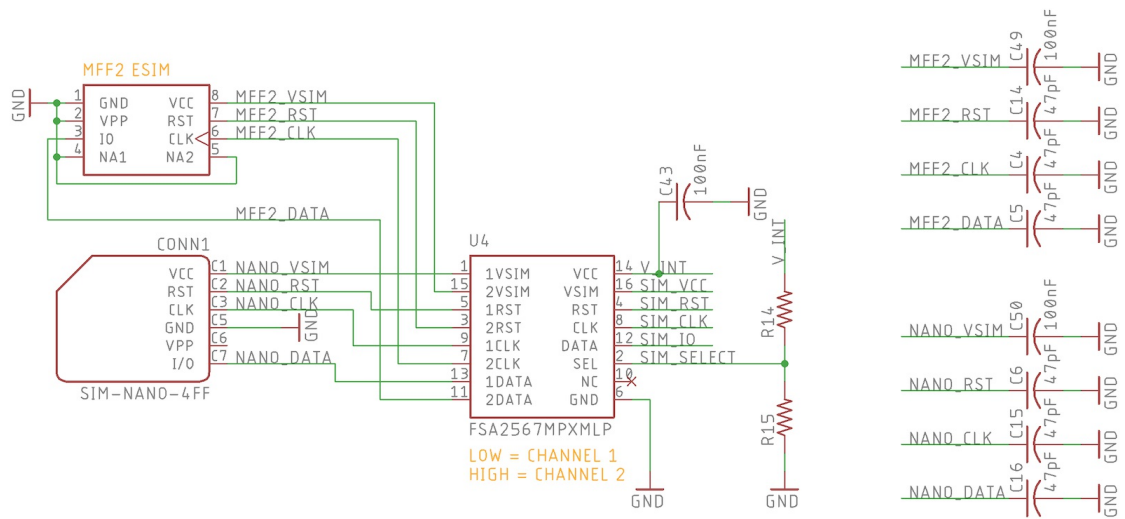 MFF2 ESIM
GND
1 GND VCC 8 MFF2_VSIM
2 VPP RST 7 MFF2_RST
3 IO CLK 6 MFF2_CLK
4 NA1 NA2 5
MFF2_DATA
CONN1
VCC C1 NANO_VSIM
RST C2 NANO_RST
CLK C3 NANO_CLK
GND C5 GND
VPP C6
I/O C7 NANO_DATA
SIM-NANO-4FF
C43 100nF GND
U4
1 1VSIM VCC 14 V_INT
15 2VSIM VSIM 16 SIM_VCC
5 1RST RST 4 SIM_RST
3 2RST CLK 8 SIM_CLK
9 1CLK DATA 12 SIM_IO
7 2CLK SEL 2 SIM_SELECT
13 1DATA NC 10
11 2DATA GND 6
FSA2567MPXMLP
LOW = CHANNEL 1
HIGH = CHANNEL 2
GND
V_INT
R14
R15
GND
MFF2_VSIM C49 100nF GND
MFF2_RST C14 47pF GND
MFF2_CLK C4 47pF GND
MFF2_DATA C5 47pF GND
NANO_VSIM C50 100nF GND
NANO_RST C6 47pF GND
NANO_CLK C15 47pF GND
NANO_DATA C16 47pF GND